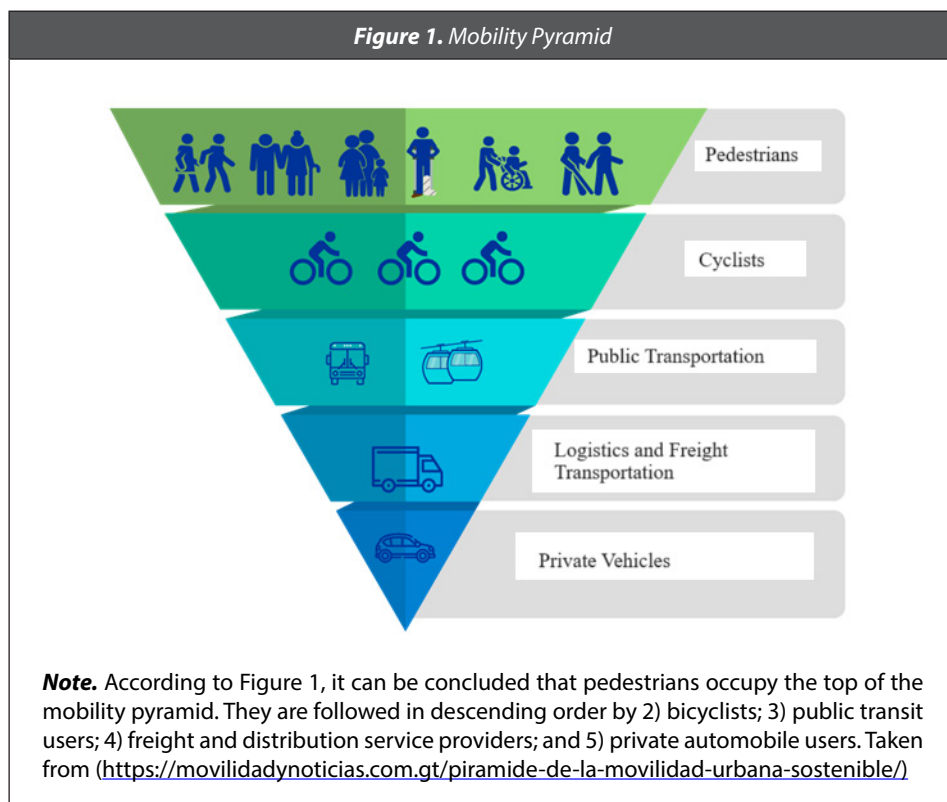 Figure 1. Mobility Pyramid
Pedestrians
Cyclists
Public Transportation
Logistics and Freight
Transportation
Private Vehicles
Note. According to Figure 1, it can be concluded that pedestrians occupy the top of the
mobility pyramid. They are followed in descending order by 2) bicyclists; 3) public transit
users; 4) freight and distribution service providers; and 5) private automobile users. Taken
from (https://movilidadynoticias.com.gt/piramide-de-la-movilidad-urbana-sostenible/)